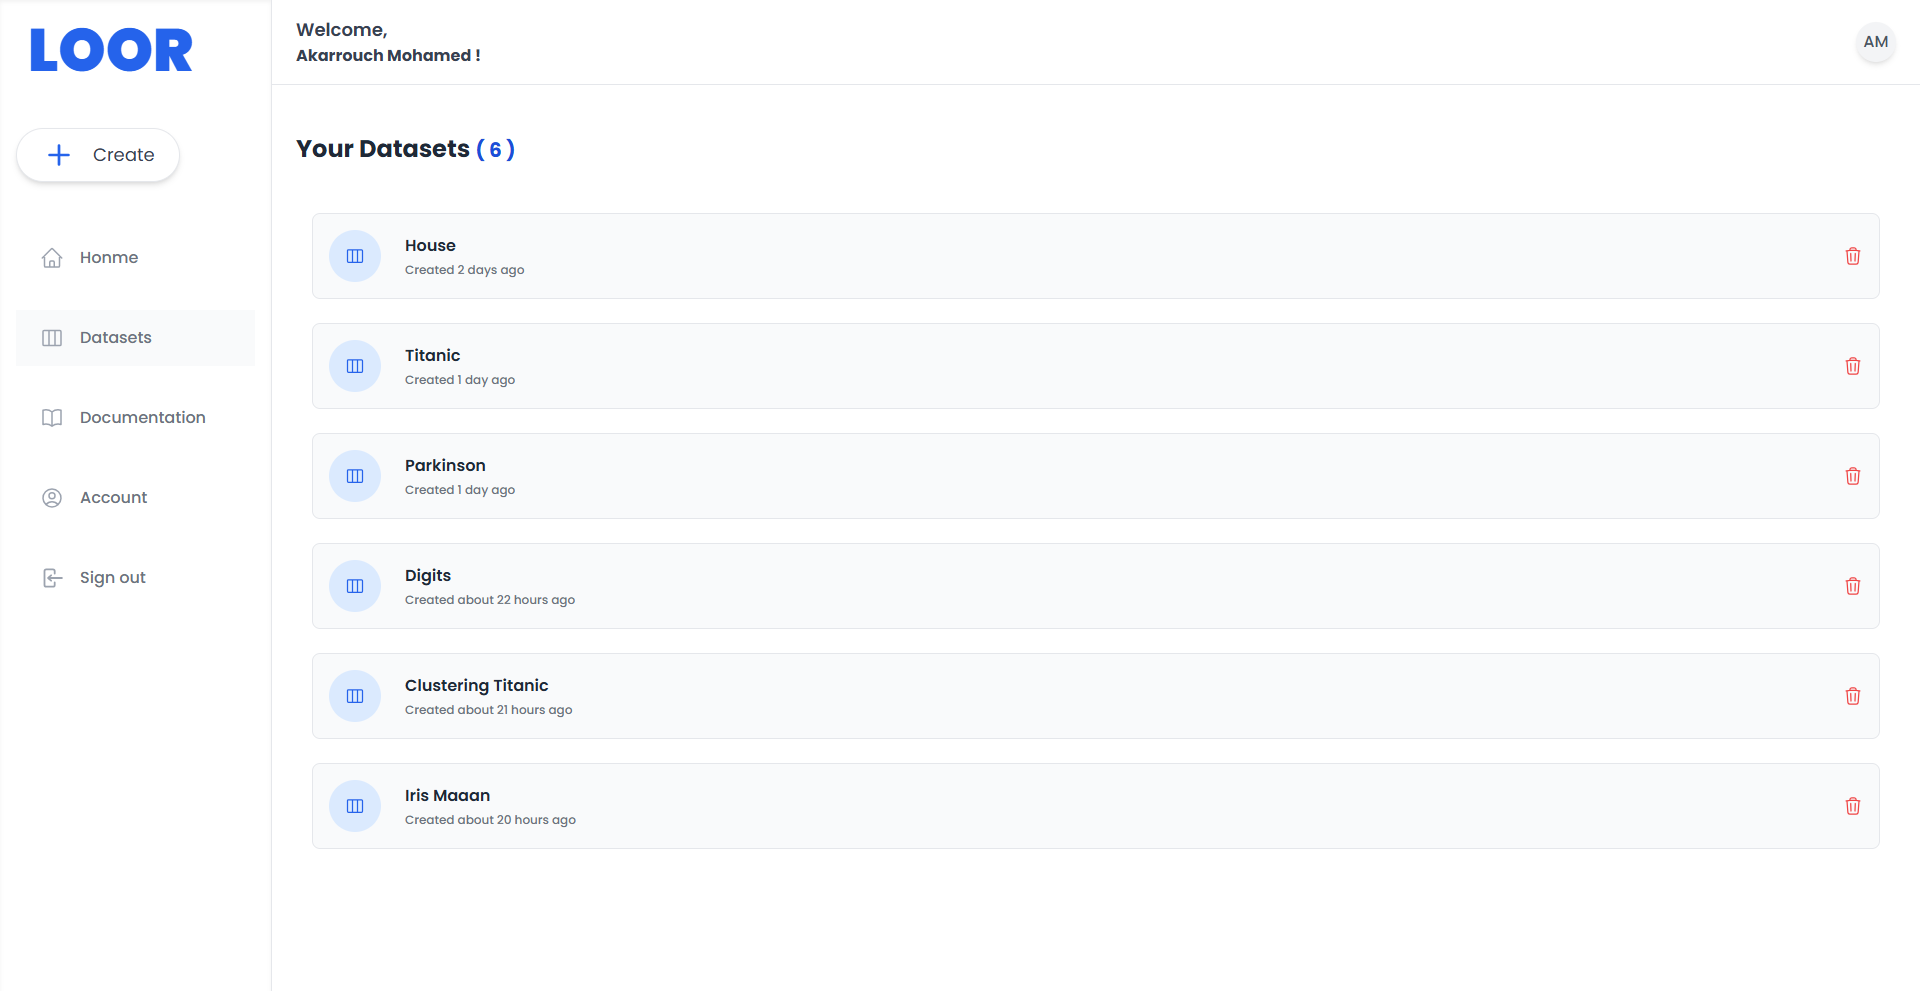 LOOR
Create
Honme
Datasets
Documentation
Account
Sign out
Welcome,
Akarrouch Mohamed !
AM
Your Datasets ( 6 )
House
Created 2 days ago
Titanic
Created 1 day ago
Parkinson
Created 1 day ago
Digits
Created about 22 hours ago
Clustering Titanic
Created about 21 hours ago
Iris Maaan
Created about 20 hours ago